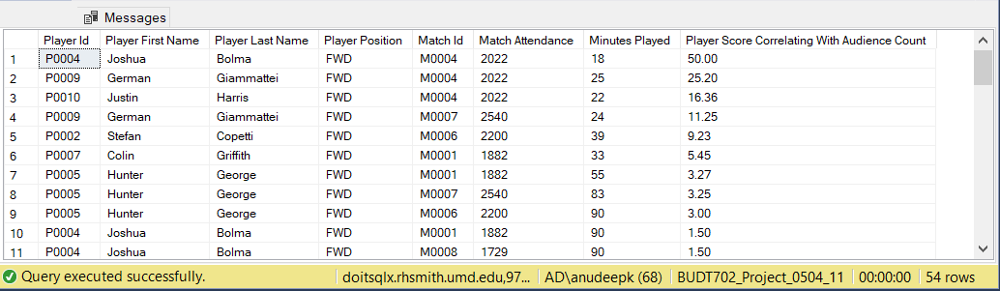 Messages
Player Id Player First Name Player Last Name Player Position Match Id Match Attendance Minutes Played Player Score Correlating With Audience Count
1 P0004 Joshua Bolma FWD M0004 2022 18 50.00
2 P0009 German Giammattei FWD M0004 2022 25 25.20
3 P0010 Justin Harris FWD M0004 2022 22 16.36
4 P0009 German Giammattei FWD M0007 2540 24 11.25
5 P0002 Stefan Copetti FWD M0006 2200 39 9.23
6 P0007 Colin Griffith FWD M0001 1882 33 5.45
7 P0005 Hunter George FWD M0001 1882 55 3.27
8 P0005 Hunter George FWD M0007 2540 83 3.25
9 P0005 Hunter George FWD M0006 2200 90 3.00
10 P0004 Joshua Bolma FWD M0001 1882 90 1.50
11 P0004 Joshua Bolma FWD M0008 1729 90 1.50
Query executed successfully. doitsqlx.rhsmith.umd.edu,97... AD\anudeepk (68) BUDT702_Project_0504_11 00:00:00 54 rows